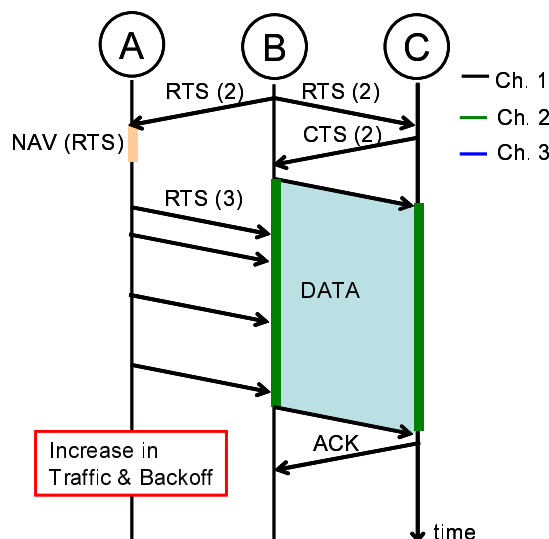 A
B
C
RTS (2)
RTS (2)
Ch. 1
Ch. 2
Ch. 3
NAV (RTS)
CTS (2)
RTS (3)
DATA
Increase in
Traffic & Backoff
ACK
time